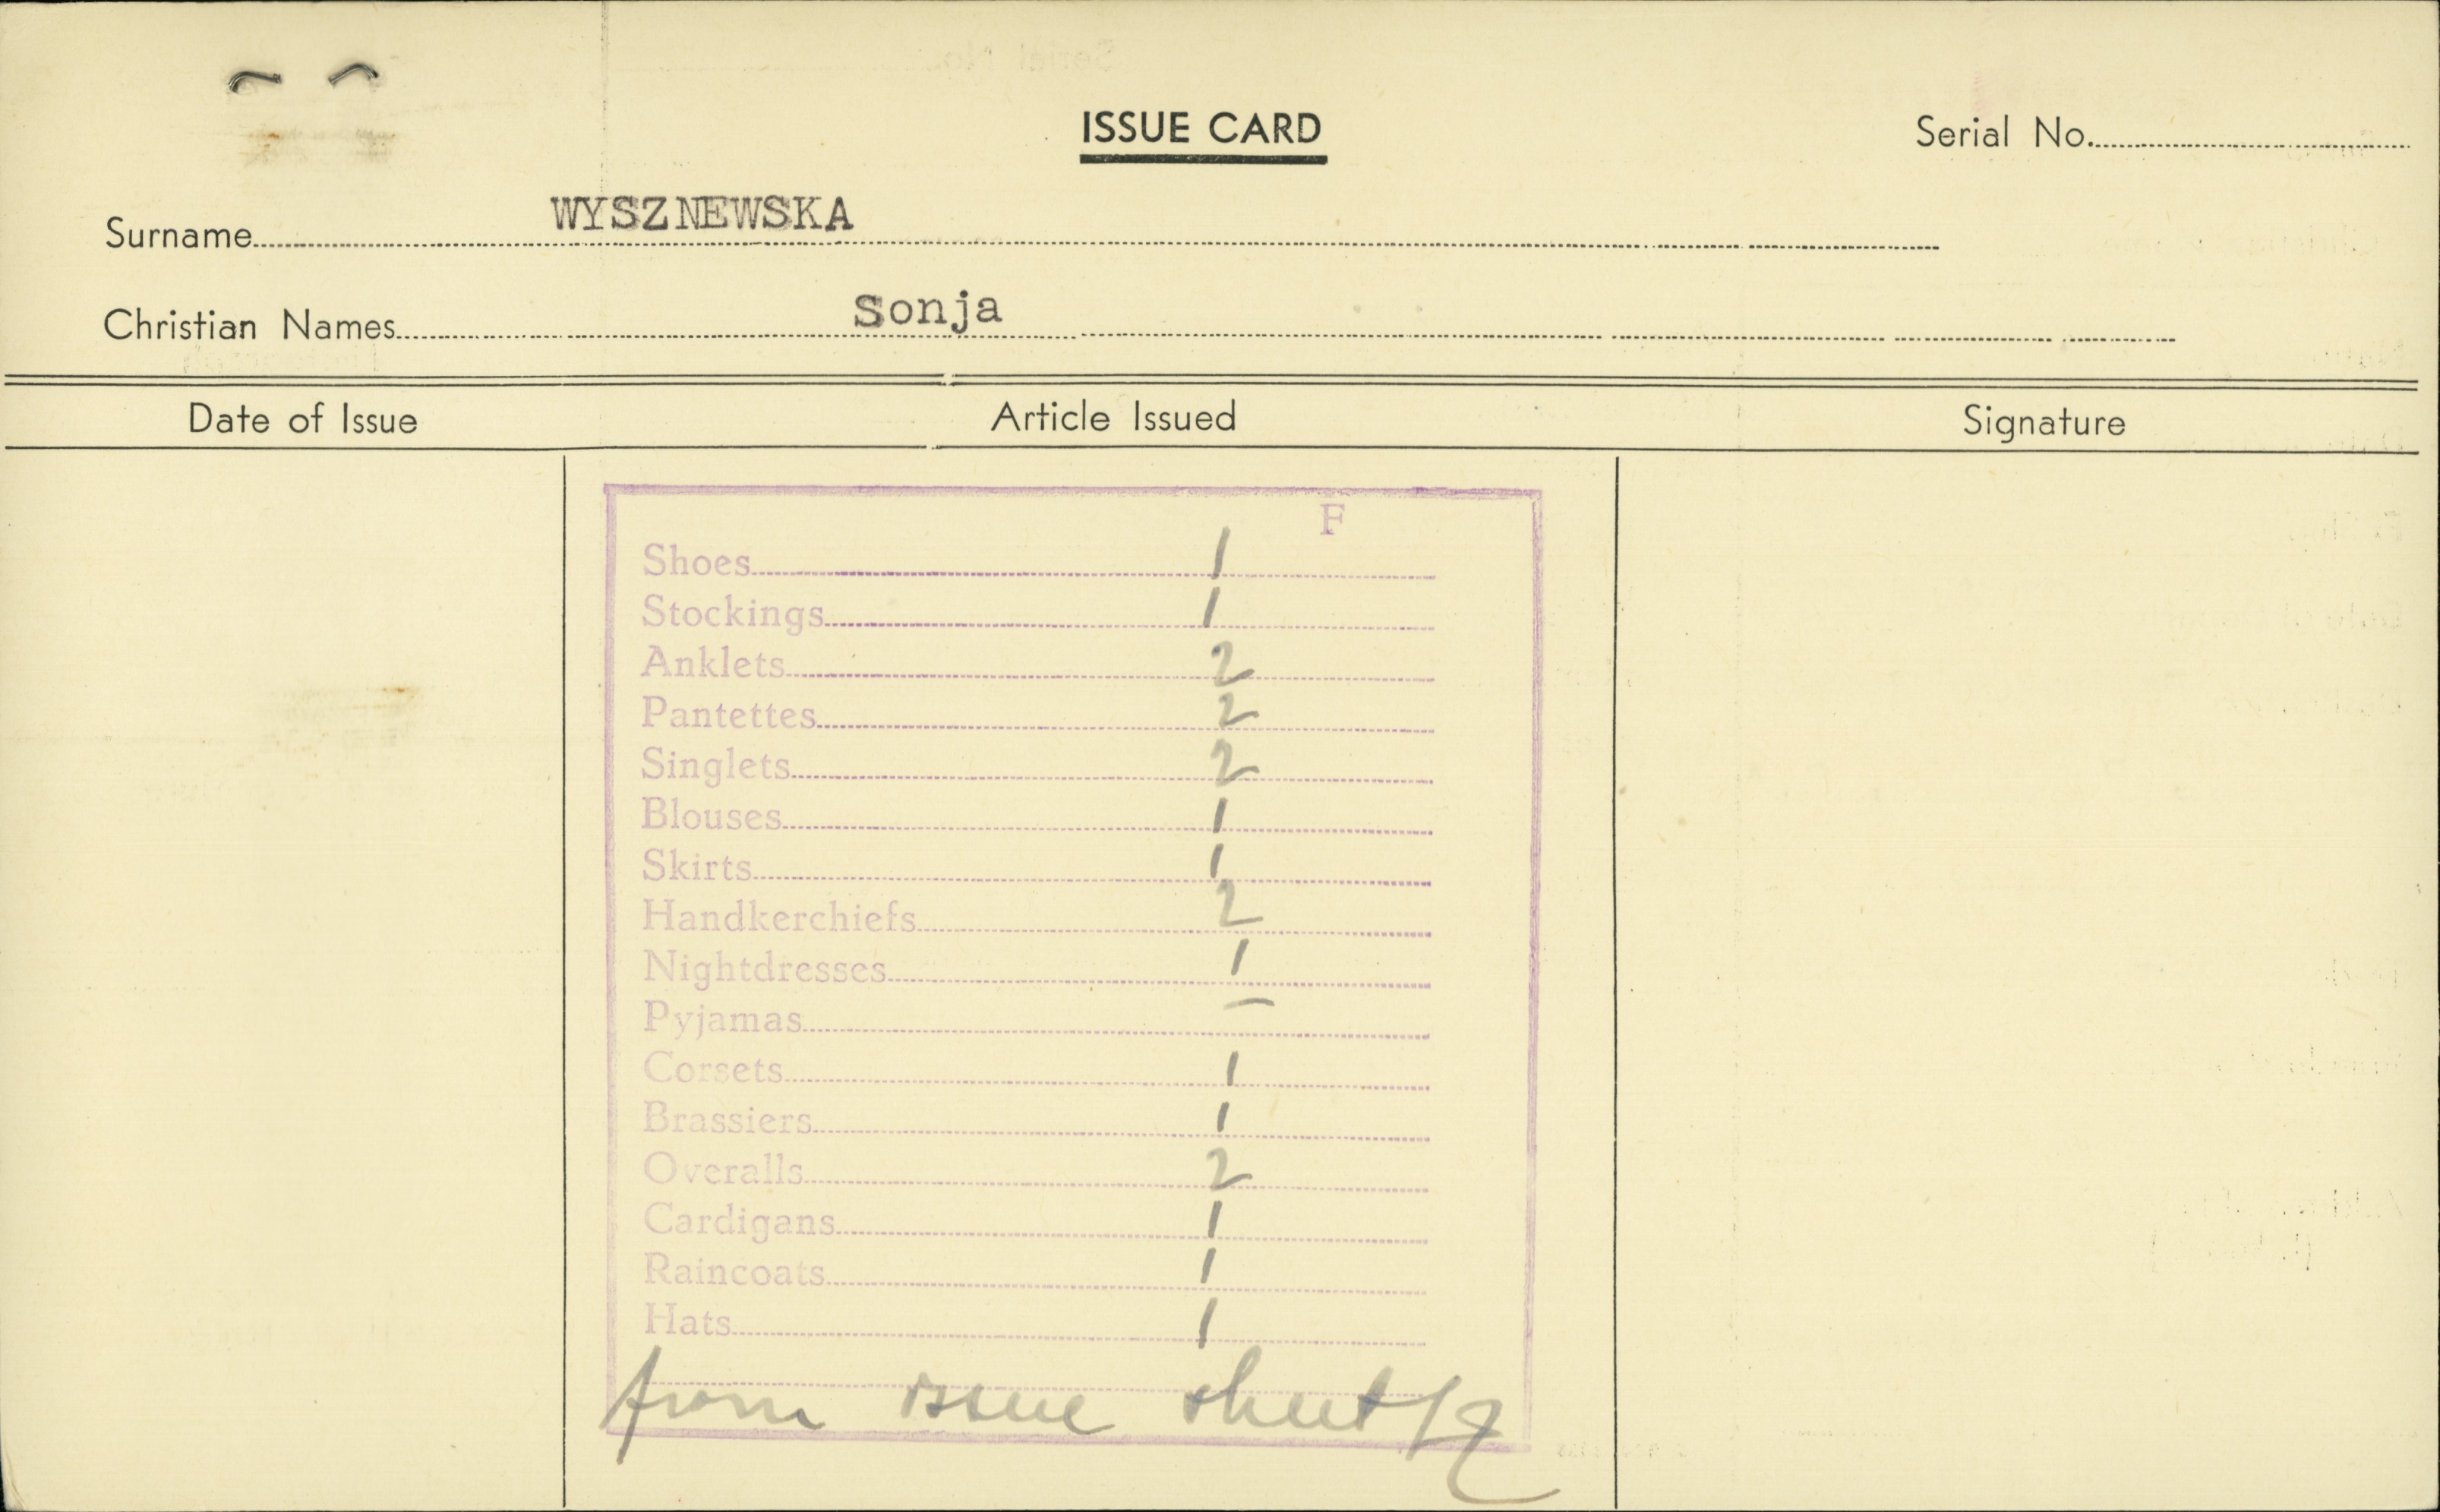 ISSUE CARD
Serial No.
Surname WYSZNEWSKA
Christian Names Sonja
Date of Issue Article Issued Signature
F
Shoes 1
Stockings 1
Anklets 2
Pantettes 2
Singlets 2
Blouses 1
Skirts 1
Handkerchiefs 2
Nightdresses 1
Pyjamas —
Corsets 1
Brassiers 1
Overalls 2
Cardigans 1
Raincoats 1
Hats 1
from issue sheet